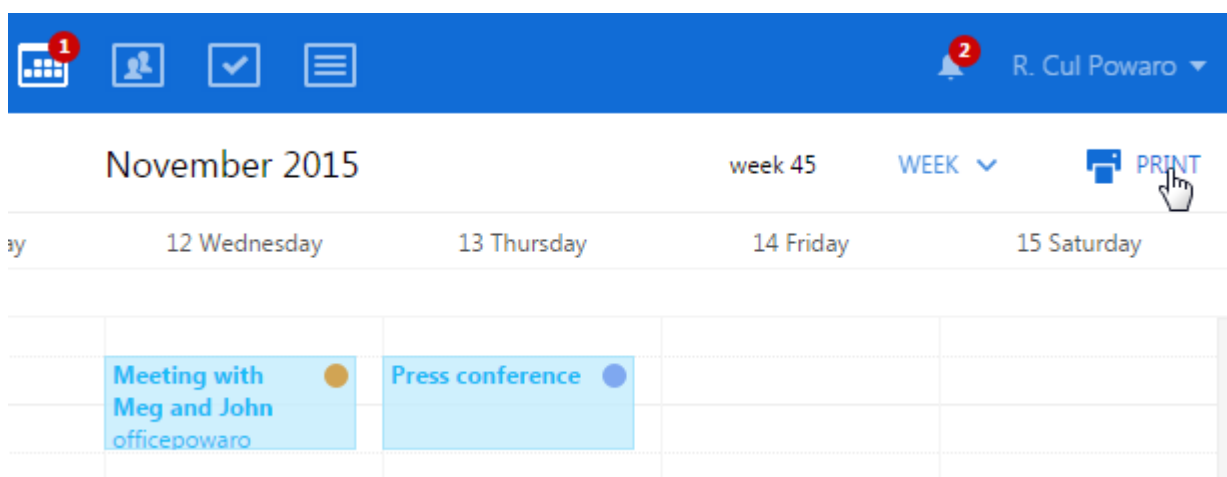 1
2
R. Cul Powaro
November 2015
week 45
WEEK
PRINT
ay 12 Wednesday 13 Thursday 14 Friday 15 Saturday
Meeting with
Meg and John
officepowaro
Press conference